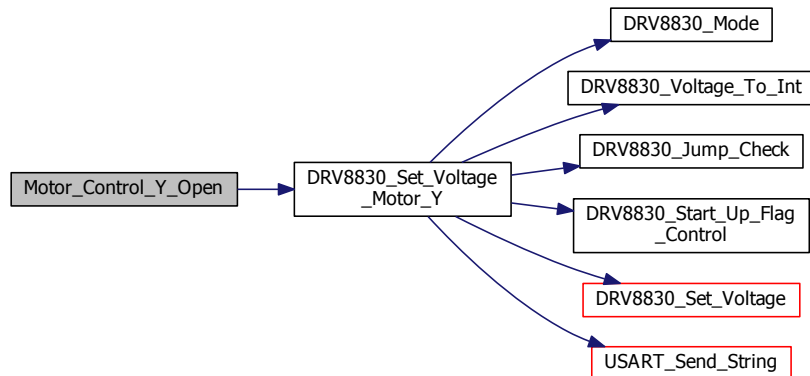 DRV8830_Mode
DRV8830_Voltage_To_Int
DRV8830_Jump_Check
Motor_Control_Y_Open
DRV8830_Set_Voltage
_Motor_Y
DRV8830_Start_Up_Flag
_Control
DRV8830_Set_Voltage
USART_Send_String